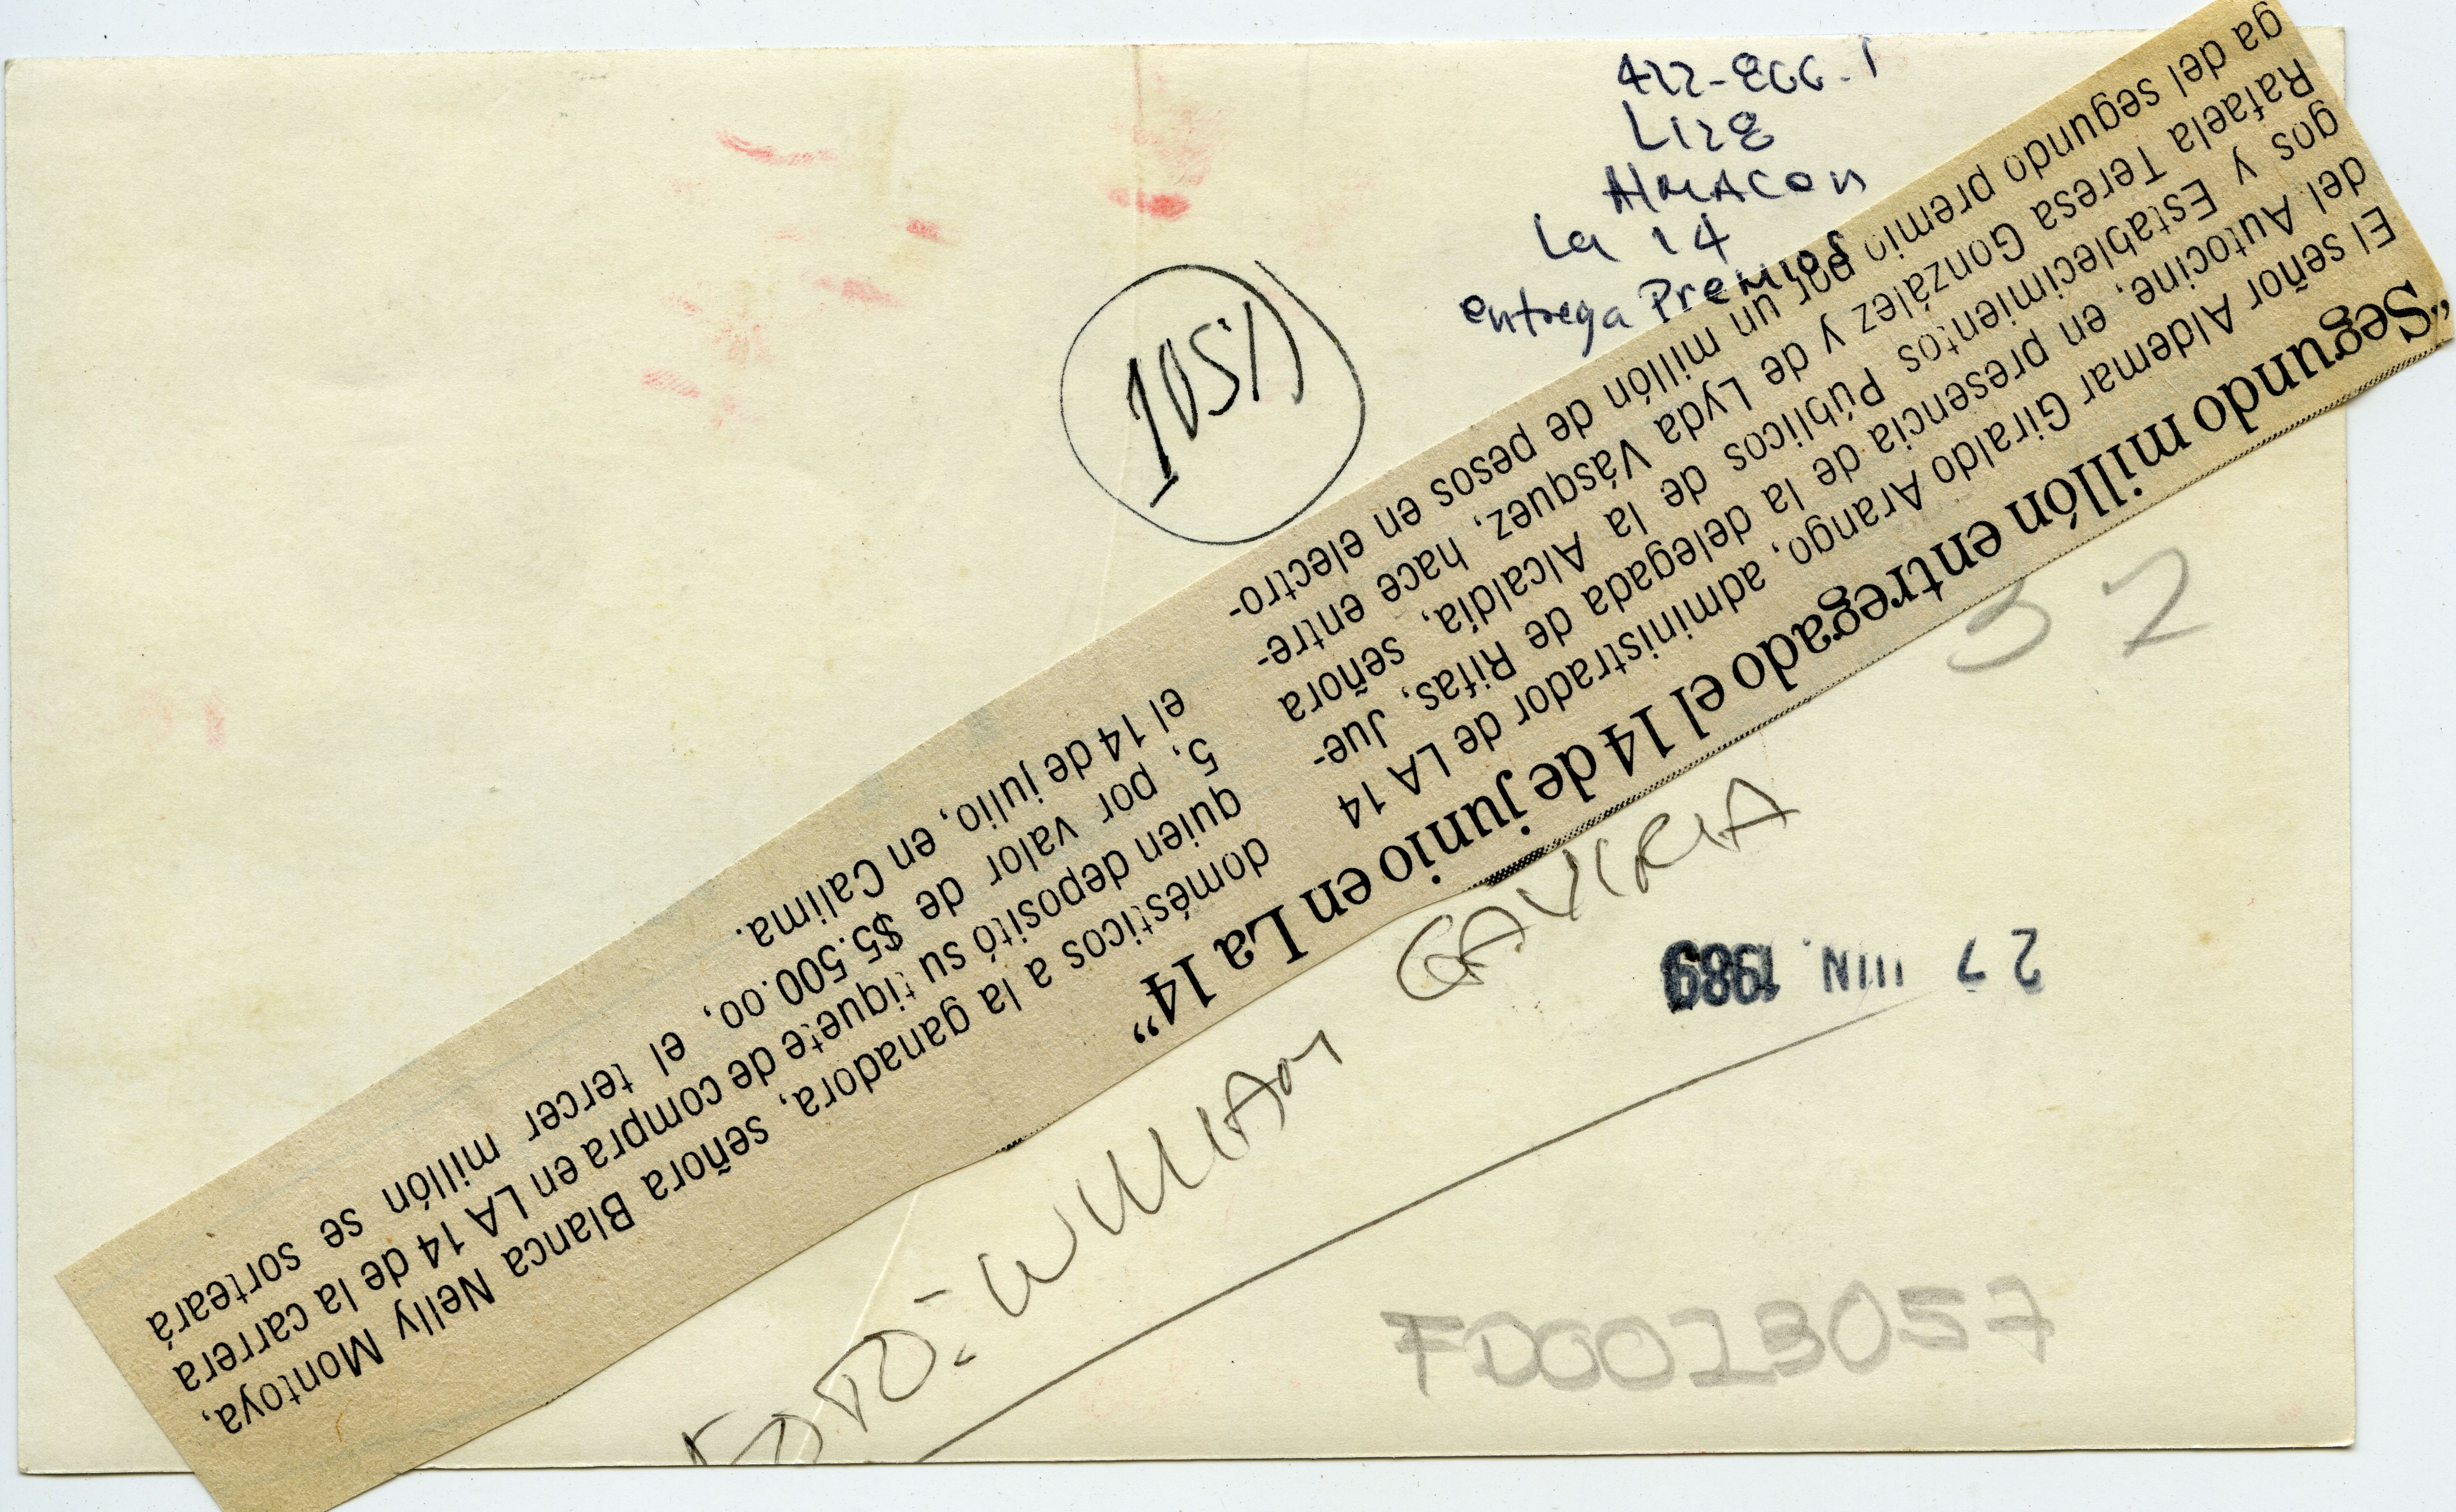 422-866-1
L128
AlmAcon
La 14
entrega Premios
105%
"Segundo millón entregado el 14 de junio en La 14"
El señor Aldemar Giraldo Arango, administrador de LA 14
del Autocine, en presencia de la delegada de Rifas, Jue-
gos y Establecimientos Públicos de la Alcaldía, señora
Rafaela Teresa González y de Lyda Vásquez, hace entre-
ga del segundo premio por un millón de pesos en electro-
domésticos a la ganadora, señora Blanca Nelly Montoya,
quien depositó su tiquete de compra en LA 14 de la carrera
5, por valor de $5.500.oo, el tercer millón se sorteará
el 14 de julio, en Calima.
32
FOTO = WILLIAM GAVIRIA
27 JUN. 1989
FD0023057